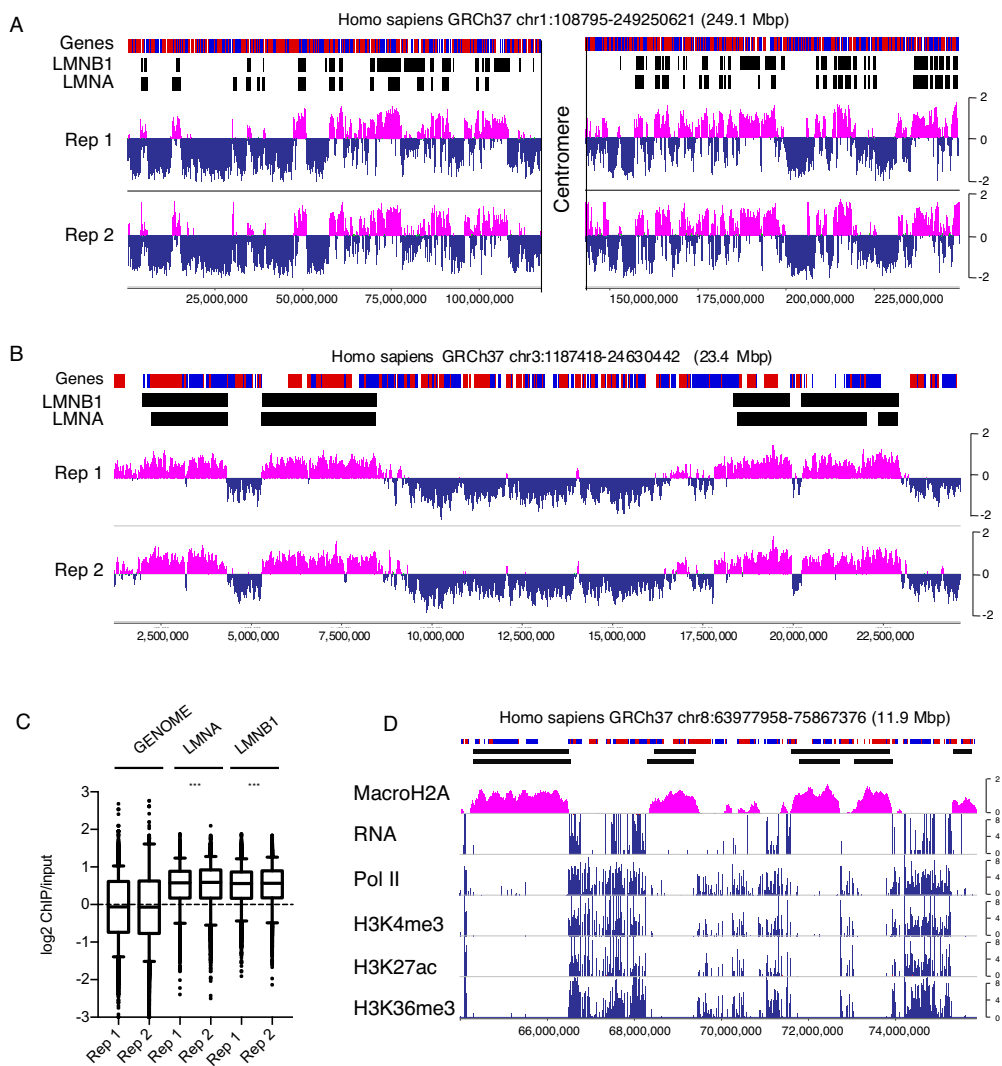 A
Homo sapiens GRCh37 chr1:108795-249250621 (249.1 Mbp)
Genes
LMNB1
LMNA
Rep 1
Rep 2
Centromere
2
0
-2
2
0
-2
25,000,000 50,000,000 75,000,000 100,000,000
150,000,000 175,000,000 200,000,000 225,000,000
B
Homo sapiens GRCh37 chr3:1187418-24630442 (23.4 Mbp)
Genes
LMNB1
LMNA
Rep 1
Rep 2
2
0
-2
2
0
-2
2,500,000 5,000,000 7,500,000 10,000,000 12,500,000 15,000,000 17,500,000 20,000,000 22,500,000
C
GENOME
LMNA
LMNB1
*** ***
log2 ChIP/input
3
2
1
0
-1
-2
-3
Rep 1 Rep 2 Rep 1 Rep 2 Rep 1 Rep 2
D
Homo sapiens GRCh37 chr8:63977958-75867376 (11.9 Mbp)
MacroH2A
RNA
Pol II
H3K4me3
H3K27ac
H3K36me3
2
0
8
4
0
8
4
0
8
4
0
8
4
0
8
4
0
66,000,000 68,000,000 70,000,000 72,000,000 74,000,000